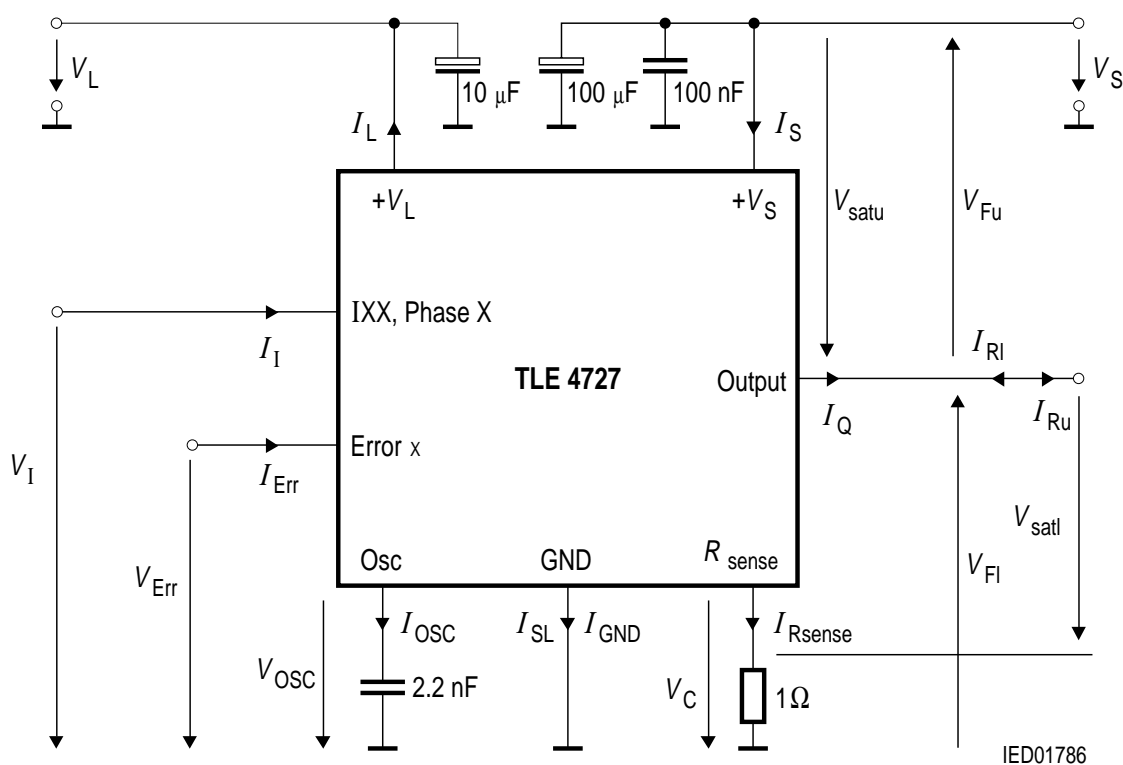 V_L
10 μF
100 μF
100 nF
V_S
I_L
I_S
+V_L
+V_S
V_satu
V_Fu
IXX, Phase X
I_I
TLE 4727
Output
I_Rl
I_Q
I_Ru
Error X
V_I
I_Err
V_satl
Osc
GND
R_sense
V_Err
V_Fl
I_OSC
I_SL
I_GND
I_Rsense
V_OSC
2.2 nF
V_C
1Ω
IED01786